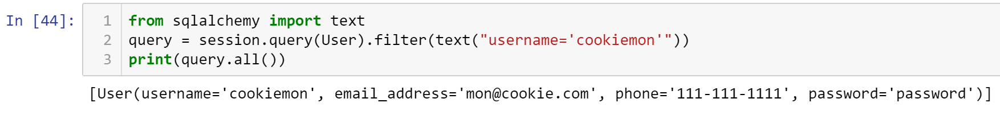 In [44]:
1 from sqlalchemy import text
2 query = session.query(User).filter(text("username='cookiemon'"))
3 print(query.all())
[User(username='cookiemon', email_address='mon@cookie.com', phone='111-111-1111', password='password')]